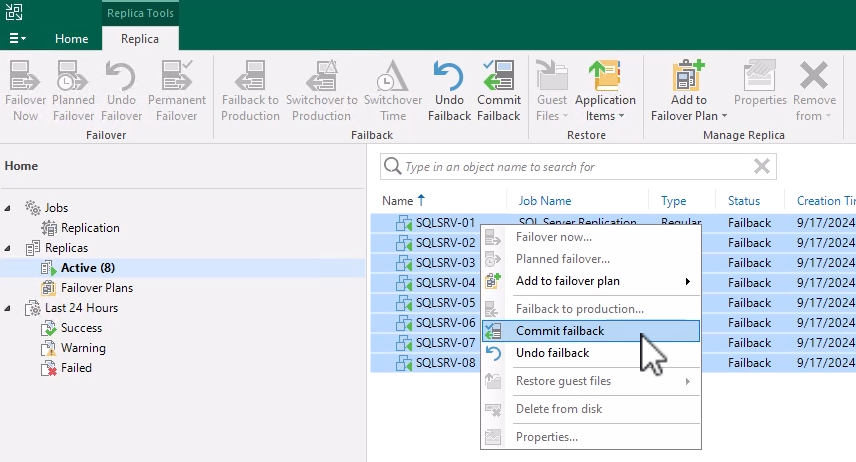 Replica Tools
Home Replica
Failover Now Planned Failover Undo Failover Permanent Failover
Failback to Production Switchover to Production Switchover Time Undo Failback Commit Failback
Guest Files Application Items
Add to Failover Plan Properties Remove from
Failover Failback Restore Manage Replica
Home
Type in an object name to search for
Jobs
Replication
Replicas
Active (8)
Failover Plans
Last 24 Hours
Success
Warning
Failed
Name Job Name Type Status Creation Ti
SQLSRV-01 SQL Server Replication Regular Failback 9/17/2024
SQLSRV-02 Failback 9/17/2024
SQLSRV-03 Failback 9/17/2024
SQLSRV-04 Failback 9/17/2024
SQLSRV-05 Failback 9/17/2024
SQLSRV-06 Failback 9/17/2024
SQLSRV-07 Failback 9/17/2024
SQLSRV-08 Failback 9/17/2024
Failover now...
Planned failover...
Add to failover plan
Failback to production...
Commit failback
Undo failback
Restore guest files
Delete from disk
Properties...